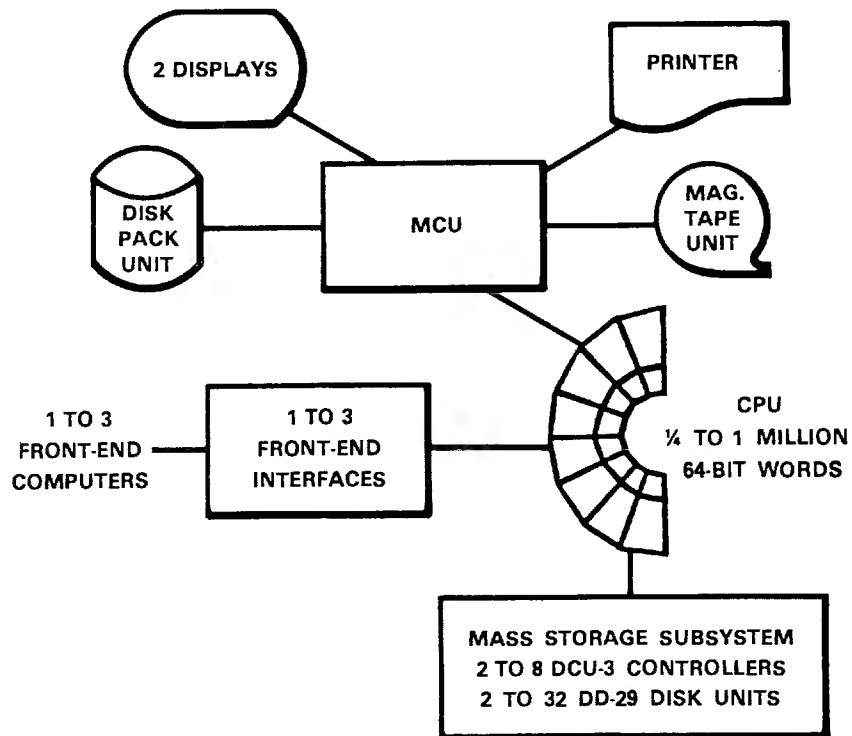 2 DISPLAYS
PRINTER
DISK
PACK
UNIT
MCU
MAG.
TAPE
UNIT
1 TO 3
FRONT-END
COMPUTERS
1 TO 3
FRONT-END
INTERFACES
CPU
¼ TO 1 MILLION
64-BIT WORDS
MASS STORAGE SUBSYSTEM
2 TO 8 DCU-3 CONTROLLERS
2 TO 32 DD-29 DISK UNITS